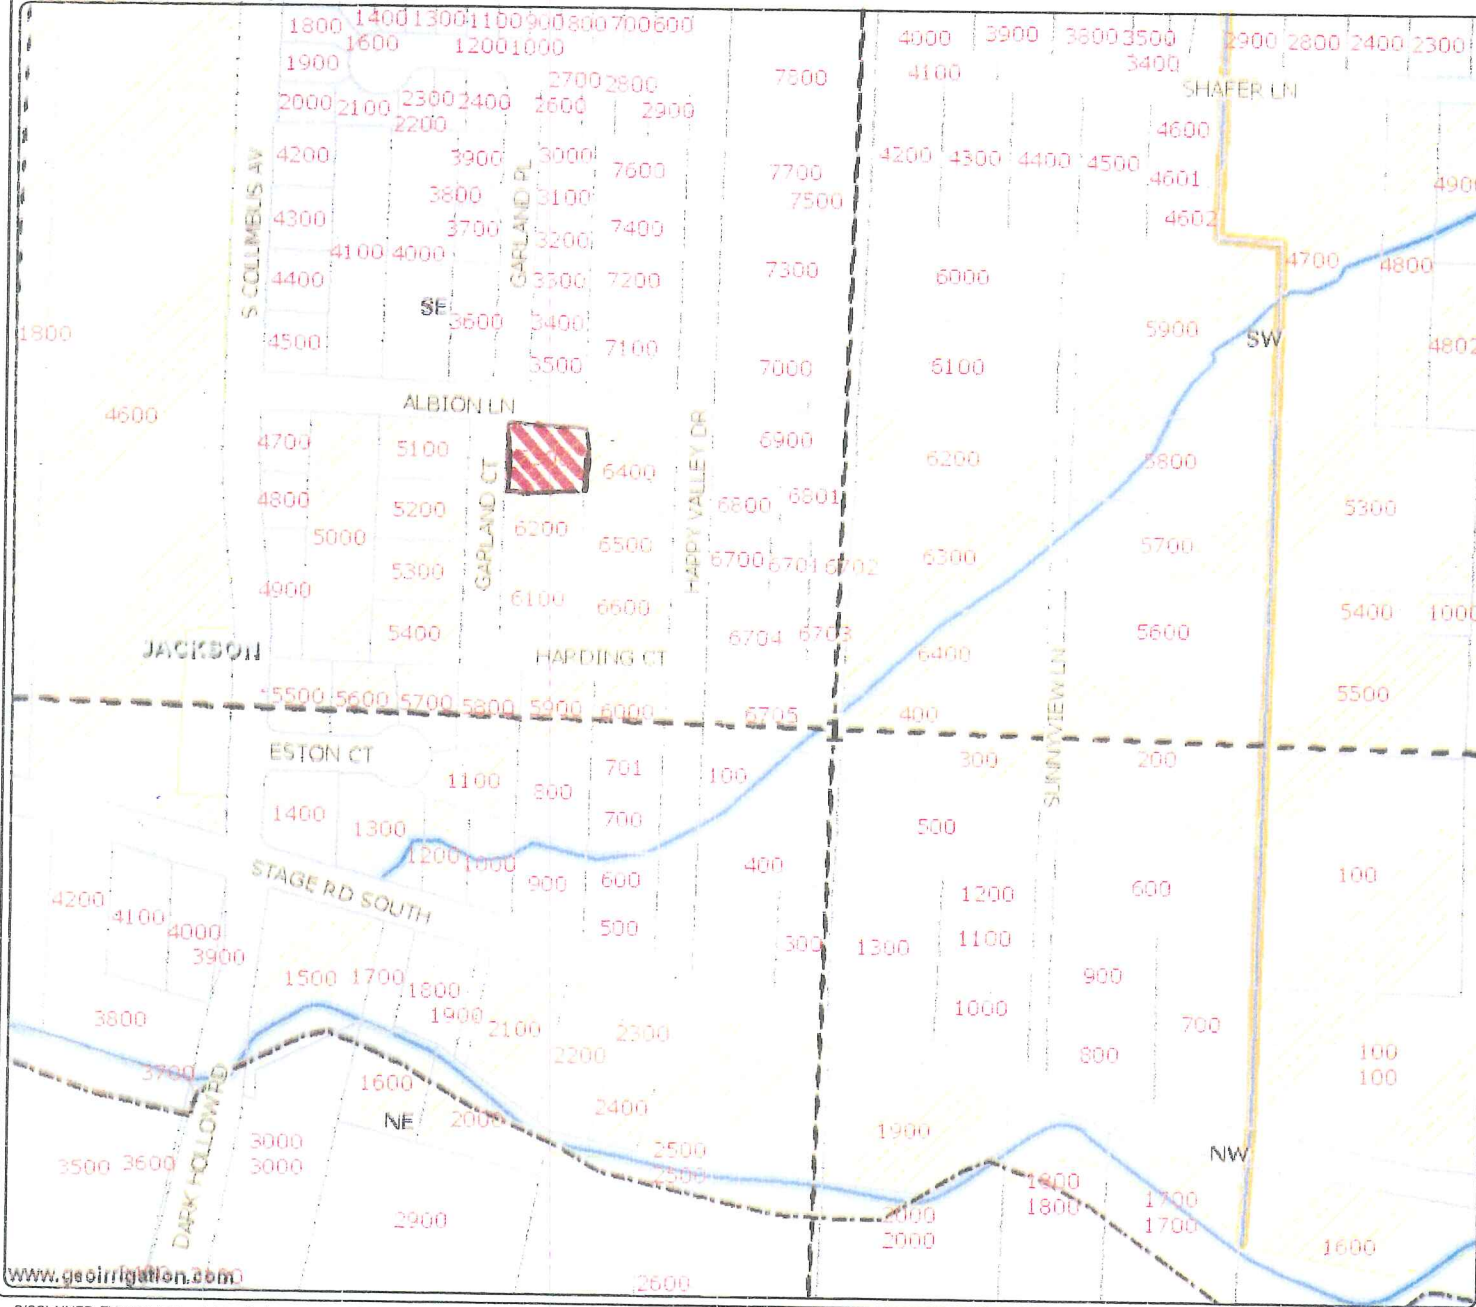 1800 1400 1300 1100 900 800 700 600
4000 3900 3800 3500 2900 2800 2400 2300
1600 1200 1000
1900 2700 2800 7800 4100 3400
SHAFER LN
2000 2100 2300 2400 2600 2900
2200 4600
4200 3900 3000 7600 7700 4200 4300 4400 4500 4601
S COLUMBUS AV
GARLAND PL
3800 3100 7500
4300 3700 3200 7400 4602
4100 4000 4700 4800
4400 3300 7200 7300 6000
SE 3600 3400 5900 SW
1800 4500 7100 4802
3500 7000 6100
ALBION LN
4600
4700 5100 6400 6900 6200 5800
GARLAND CT
HAPPY VALLEY DR
4800 5200 6200 6800 6801 5300
5000 6500 5700
5300 6700 6701 6702 6300
4900 6100 6600 5400 1000
5400 6704 6703 5600
JACKSON
HARDING CT
6400
SUNNYVIEW LN
5500 5600 5700 5800 5900 6000 6705 400 5500
ESTON CT
1100 800 701 100 300 200
1400 1300 700 500
1200 1000
STAGE RD SOUTH
900 600 400 600 100
4200 4100 4000 500 1200
3900 300 1300 1100
1500 1700 1800 900
1900 1000
3800 2100 2300 700
2200 800 100
3700 1600 100
DARK HOLLOW RD
NE 2000 2400 1900
3000 2500 NW
3500 3600 3000 2500
1800 1700
2900 2000 1800 1700
2000 1600
www.geoirrigation.com
2600